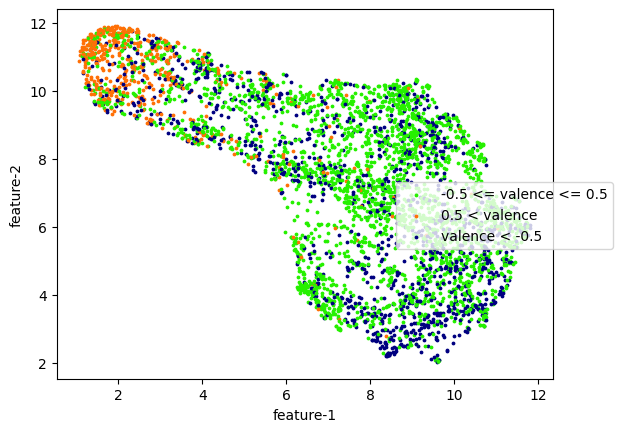 12
10
8
6
4
2
feature-2
-0.5 <= valence <= 0.5
0.5 < valence
valence < -0.5
2 4 6 8 10 12
feature-1